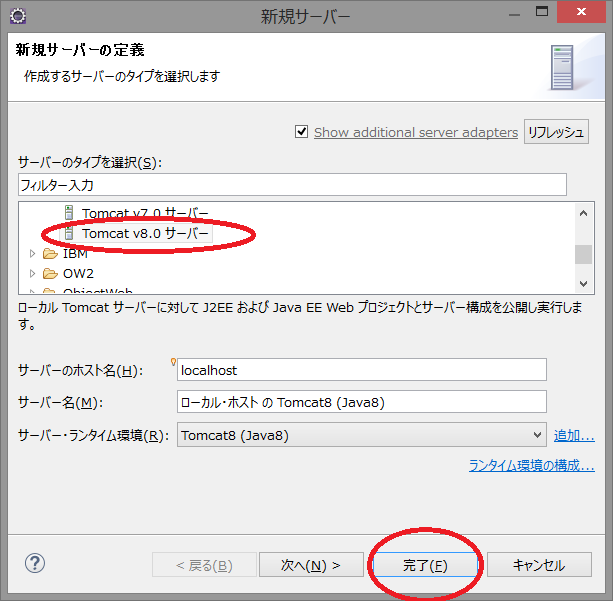 新規サーバー
新規サーバーの定義
作成するサーバーのタイプを選択します
Show additional server adapters
リフレッシュ
サーバーのタイプを選択(S):
フィルター入力
Tomcat v7.0 サーバー
Tomcat v8.0 サーバー
IBM
OW2
ObjectWeb
ローカル Tomcat サーバーに対して J2EE および Java EE Web プロジェクトとサーバー構成を公開し実行しま
す。
サーバーのホスト名(H):
localhost
サーバー名(M):
ローカル・ホスト の Tomcat8 (Java8)
サーバー・ランタイム環境(R):
Tomcat8 (Java8)
追加...
ランタイム環境の構成...
?
< 戻る(B)
次へ(N) >
完了(F)
キャンセル